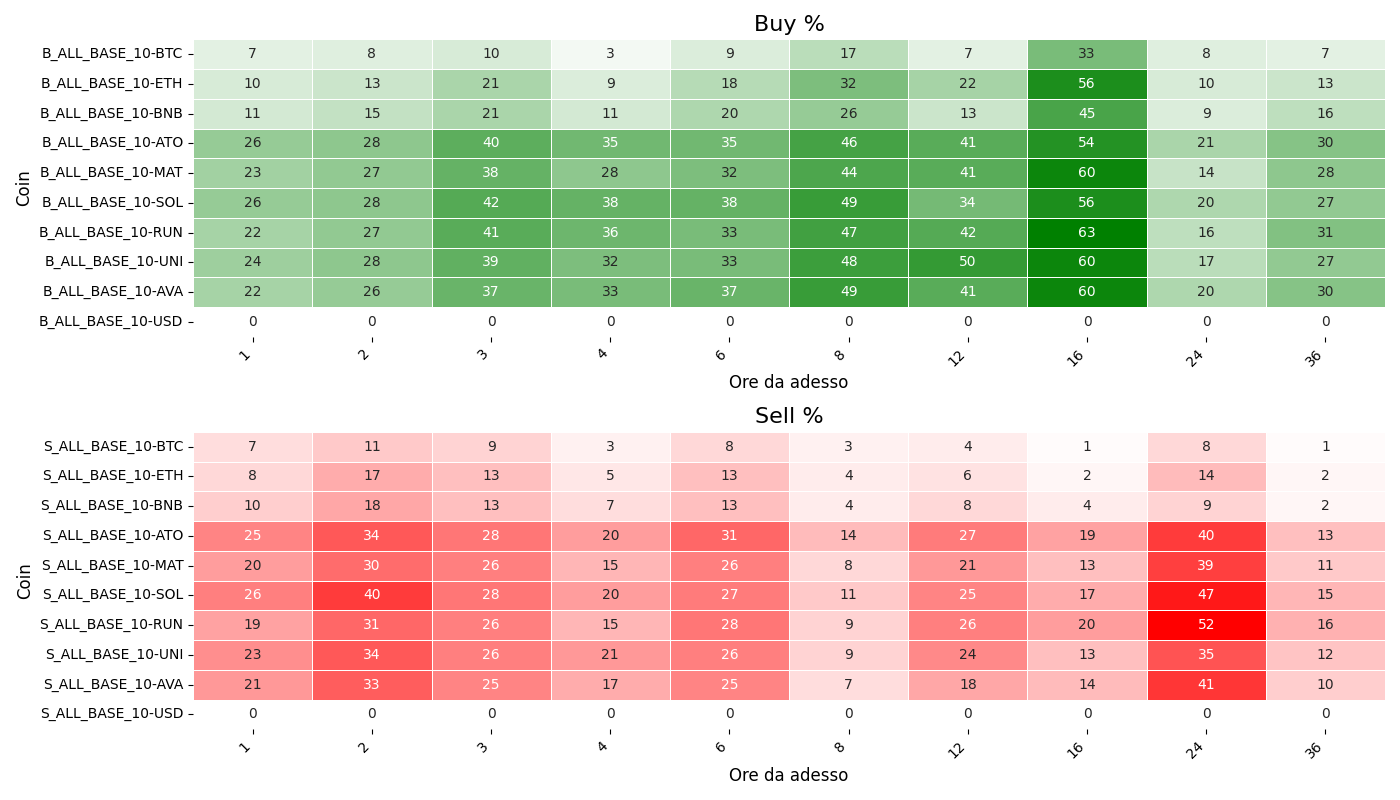 Buy %
Coin
B_ALL_BASE_10-BTC 7 8 10 3 9 17 7 33 8 7
B_ALL_BASE_10-ETH 10 13 21 9 18 32 22 56 10 13
B_ALL_BASE_10-BNB 11 15 21 11 20 26 13 45 9 16
B_ALL_BASE_10-ATO 26 28 40 35 35 46 41 54 21 30
B_ALL_BASE_10-MAT 23 27 38 28 32 44 41 60 14 28
B_ALL_BASE_10-SOL 26 28 42 38 38 49 34 56 20 27
B_ALL_BASE_10-RUN 22 27 41 36 33 47 42 63 16 31
B_ALL_BASE_10-UNI 24 28 39 32 33 48 50 60 17 27
B_ALL_BASE_10-AVA 22 26 37 33 37 49 41 60 20 30
B_ALL_BASE_10-USD 0 0 0 0 0 0 0 0 0 0
1 2 3 4 6 8 12 16 24 36
Ore da adesso
Sell %
Coin
S_ALL_BASE_10-BTC 7 11 9 3 8 3 4 1 8 1
S_ALL_BASE_10-ETH 8 17 13 5 13 4 6 2 14 2
S_ALL_BASE_10-BNB 10 18 13 7 13 4 8 4 9 2
S_ALL_BASE_10-ATO 25 34 28 20 31 14 27 19 40 13
S_ALL_BASE_10-MAT 20 30 26 15 26 8 21 13 39 11
S_ALL_BASE_10-SOL 26 40 28 20 27 11 25 17 47 15
S_ALL_BASE_10-RUN 19 31 26 15 28 9 26 20 52 16
S_ALL_BASE_10-UNI 23 34 26 21 26 9 24 13 35 12
S_ALL_BASE_10-AVA 21 33 25 17 25 7 18 14 41 10
S_ALL_BASE_10-USD 0 0 0 0 0 0 0 0 0 0
1 2 3 4 6 8 12 16 24 36
Ore da adesso